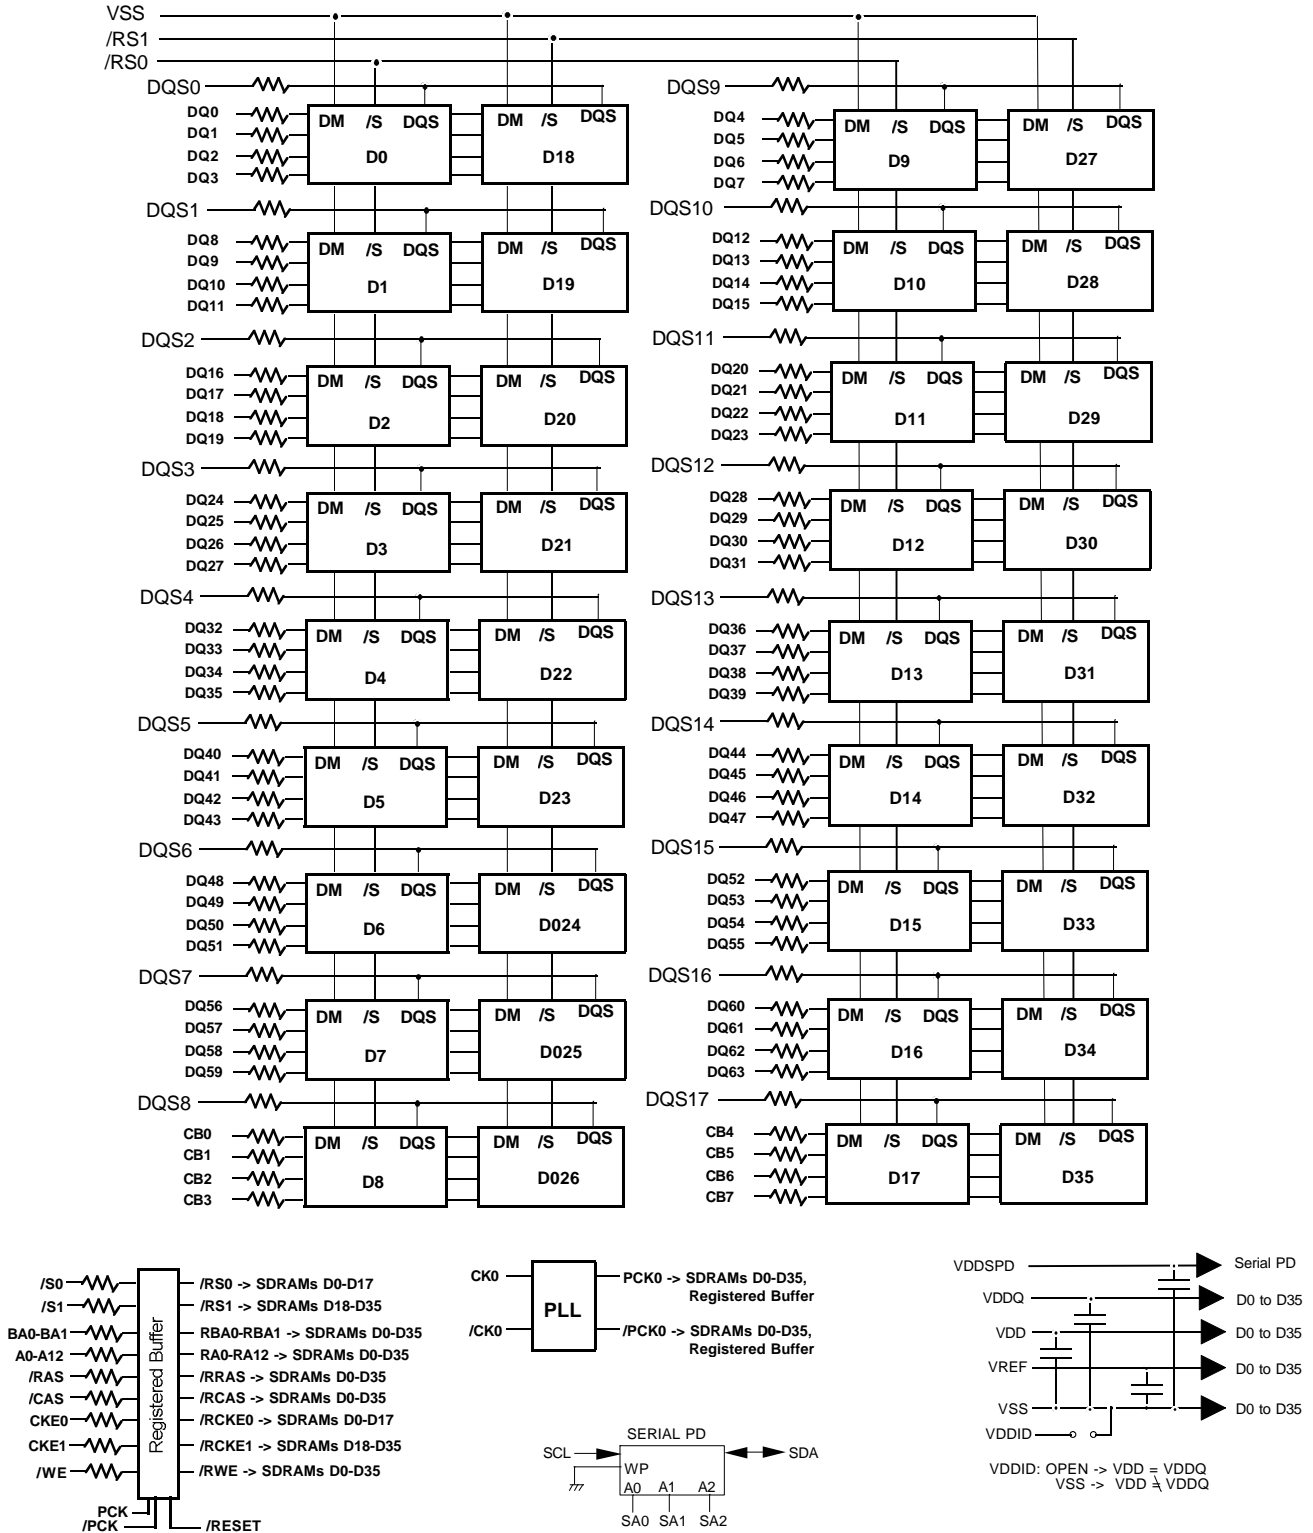 VSS
/RS1
/RS0
DQS0
DQ0
DQ1
DQ2
DQ3
DM /S DQS
D0
DM /S DQS
D18
DQS9
DQ4
DQ5
DQ6
DQ7
DM /S DQS
D9
DM /S DQS
D27
DQS1
DQ8
DQ9
DQ10
DQ11
DM /S DQS
D1
DM /S DQS
D19
DQS10
DQ12
DQ13
DQ14
DQ15
DM /S DQS
D10
DM /S DQS
D28
DQS2
DQ16
DQ17
DQ18
DQ19
DM /S DQS
D2
DM /S DQS
D20
DQS11
DQ20
DQ21
DQ22
DQ23
DM /S DQS
D11
DM /S DQS
D29
DQS3
DQ24
DQ25
DQ26
DQ27
DM /S DQS
D3
DM /S DQS
D21
DQS12
DQ28
DQ29
DQ30
DQ31
DM /S DQS
D12
DM /S DQS
D30
DQS4
DQ32
DQ33
DQ34
DQ35
DM /S DQS
D4
DM /S DQS
D22
DQS13
DQ36
DQ37
DQ38
DQ39
DM /S DQS
D13
DM /S DQS
D31
DQS5
DQ40
DQ41
DQ42
DQ43
DM /S DQS
D5
DM /S DQS
D23
DQS14
DQ44
DQ45
DQ46
DQ47
DM /S DQS
D14
DM /S DQS
D32
DQS6
DQ48
DQ49
DQ50
DQ51
DM /S DQS
D6
DM /S DQS
D024
DQS15
DQ52
DQ53
DQ54
DQ55
DM /S DQS
D15
DM /S DQS
D33
DQS7
DQ56
DQ57
DQ58
DQ59
DM /S DQS
D7
DM /S DQS
D025
DQS16
DQ60
DQ61
DQ62
DQ63
DM /S DQS
D16
DM /S DQS
D34
DQS8
CB0
CB1
CB2
CB3
DM /S DQS
D8
DM /S DQS
D026
DQS17
CB4
CB5
CB6
CB7
DM /S DQS
D17
DM /S DQS
D35
/S0
/S1
BA0-BA1
A0-A12
/RAS
/CAS
CKE0
CKE1
/WE
Registered Buffer
/RS0 -> SDRAMs D0-D17
/RS1 -> SDRAMs D18-D35
RBA0-RBA1 -> SDRAMs D0-D35
RA0-RA12 -> SDRAMs D0-D35
/RRAS -> SDRAMs D0-D35
/RCAS -> SDRAMs D0-D35
/RCKE0 -> SDRAMs D0-D17
/RCKE1 -> SDRAMs D18-D35
/RWE -> SDRAMs D0-D35
PCK
/PCK
/RESET
CK0
/CK0
PLL
PCK0 -> SDRAMs D0-D35,
Registered Buffer
/PCK0 -> SDRAMs D0-D35,
Registered Buffer
SERIAL PD
SCL
SDA
WP
A0 A1 A2
SA0 SA1 SA2
VDDSPD
Serial PD
VDDQ
D0 to D35
VDD
D0 to D35
VREF
D0 to D35
VSS
D0 to D35
VDDID
VDDID: OPEN -> VDD = VDDQ
VSS -> VDD ≠ VDDQ